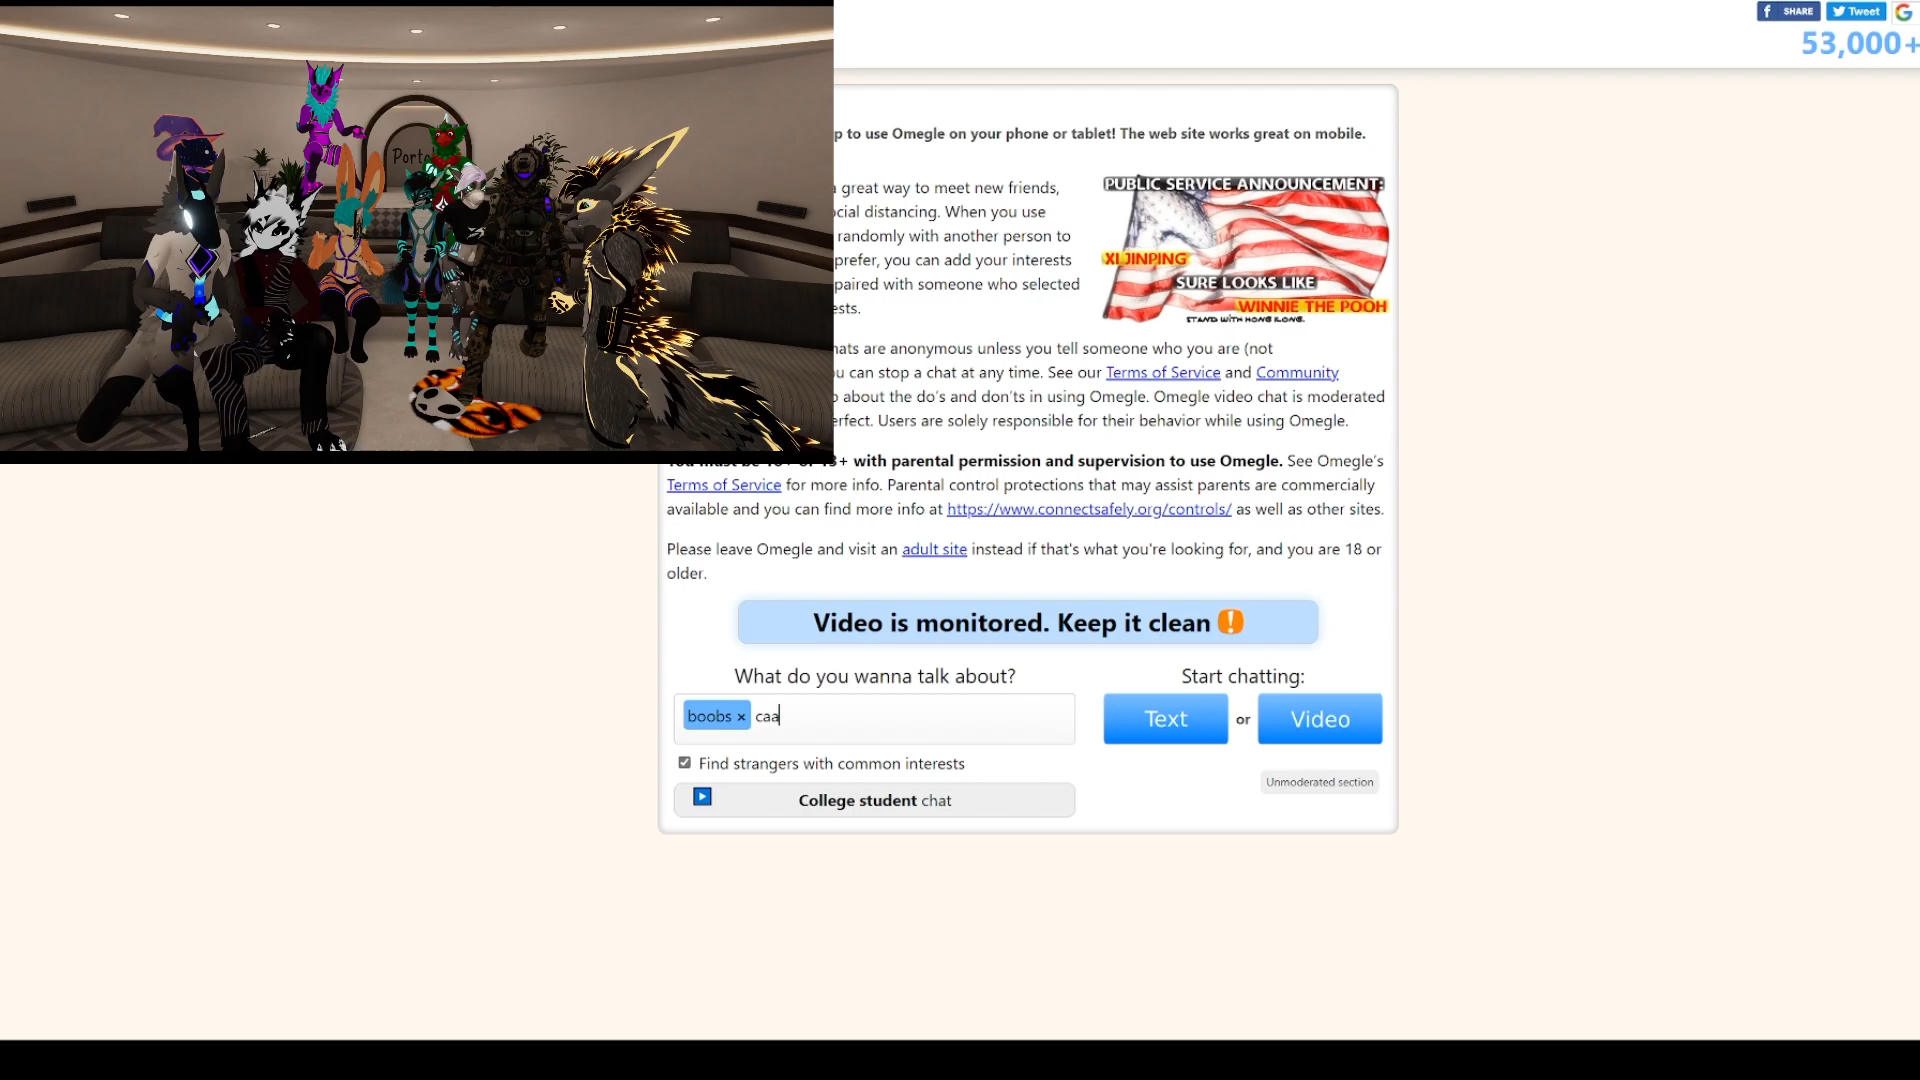 SHARE
Tweet
53,000+
Porta
p to use Omegle on your phone or tablet! The web site works great on mobile.
a great way to meet new friends,
cial distancing. When you use
randomly with another person to
prefer, you can add your interests
paired with someone who selected
ests.
PUBLIC SERVICE ANNOUNCEMENT:
XI JINPING
SURE LOOKS LIKE
WINNIE THE POOH
STAND WITH HONG KONG.
hats are anonymous unless you tell someone who you are (not
u can stop a chat at any time. See our Terms of Service and Community
o about the do's and don'ts in using Omegle. Omegle video chat is moderated
erfect. Users are solely responsible for their behavior while using Omegle.
You must be 18+ or 13+ with parental permission and supervision to use Omegle. See Omegle's
Terms of Service for more info. Parental control protections that may assist parents are commercially
available and you can find more info at https://www.connectsafely.org/controls/ as well as other sites.
Please leave Omegle and visit an adult site instead if that's what you're looking for, and you are 18 or
older.
Video is monitored. Keep it clean
What do you wanna talk about?
Start chatting:
boobs × caa
Text or Video
Find strangers with common interests
Unmoderated section
College student chat